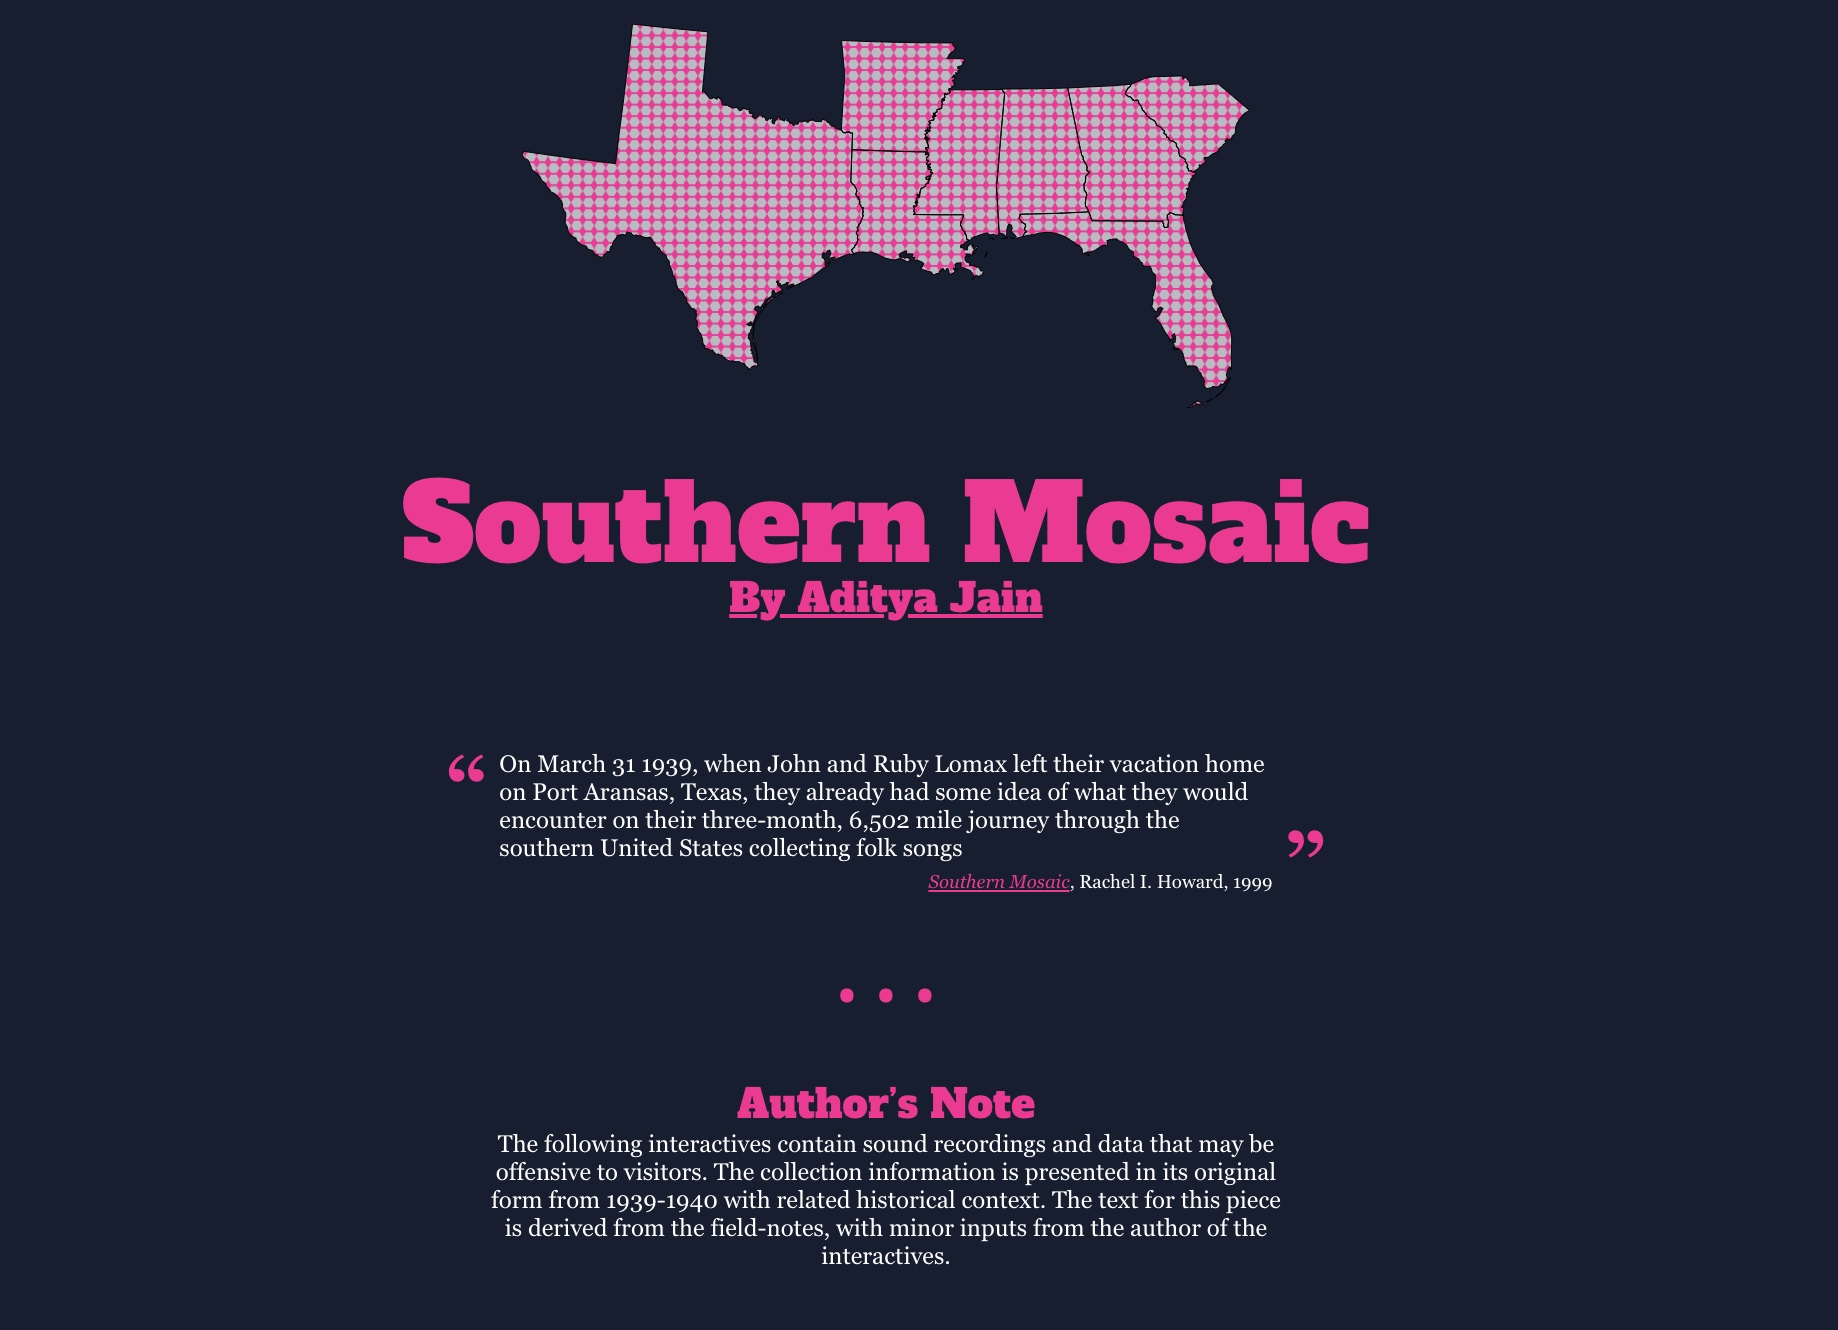 Southern Mosaic
By Aditya Jain
“ On March 31 1939, when John and Ruby Lomax left their vacation home
on Port Aransas, Texas, they already had some idea of what they would
encounter on their three-month, 6,502 mile journey through the
southern United States collecting folk songs ”
Southern Mosaic, Rachel I. Howard, 1999
• • •
Author’s Note
The following interactives contain sound recordings and data that may be
offensive to visitors. The collection information is presented in its original
form from 1939-1940 with related historical context. The text for this piece
is derived from the field-notes, with minor inputs from the author of the
interactives.